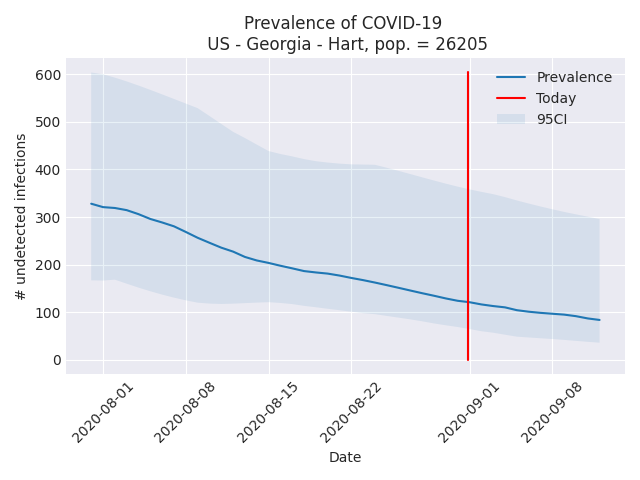 Prevalence of COVID-19
US - Georgia - Hart, pop. = 26205
# undetected infections
600
500
400
300
200
100
0
Prevalence
Today
95CI
2020-08-01
2020-08-08
2020-08-15
2020-08-22
2020-09-01
2020-09-08
Date